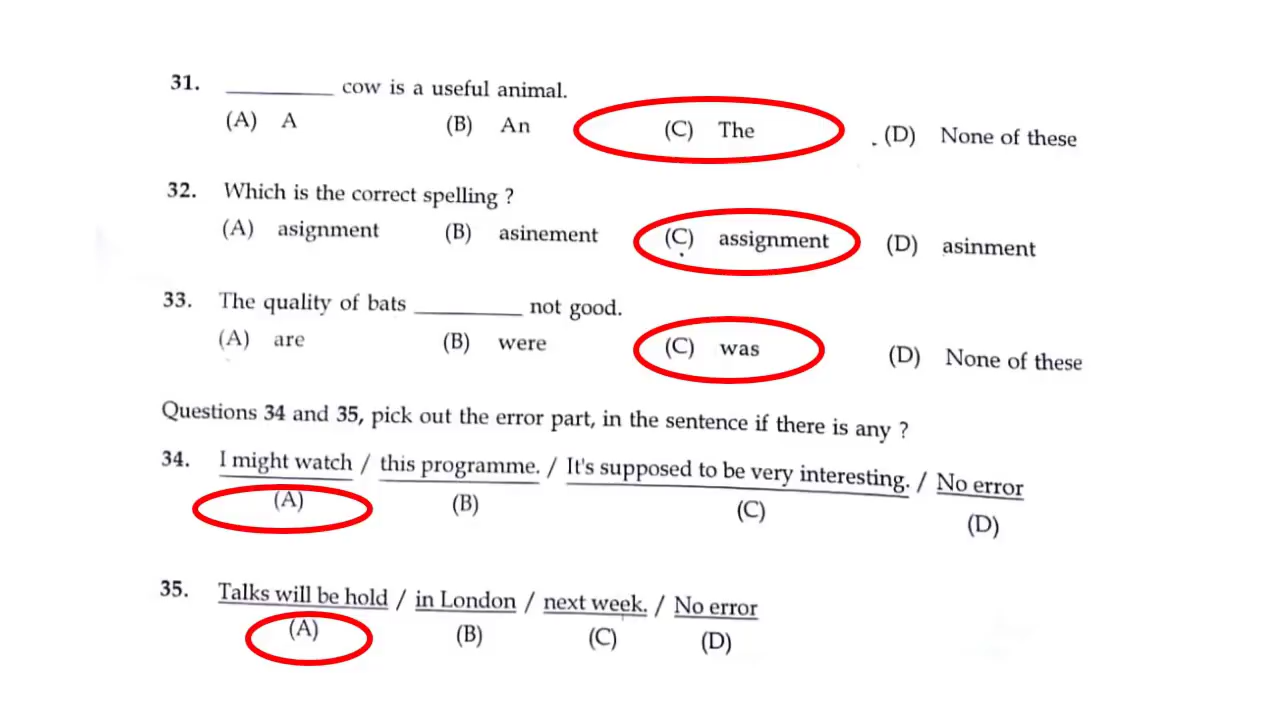 31. ________ cow is a useful animal.
(A) A (B) An (C) The (D) None of these
32. Which is the correct spelling ?
(A) asignment (B) asinement (C) assignment (D) asinment
33. The quality of bats ________ not good.
(A) are (B) were (C) was (D) None of these
Questions 34 and 35, pick out the error part, in the sentence if there is any ?
34. I might watch / this programme. / It's supposed to be very interesting. / No error
(A) (B) (C) (D)
35. Talks will be hold / in London / next week. / No error
(A) (B) (C) (D)